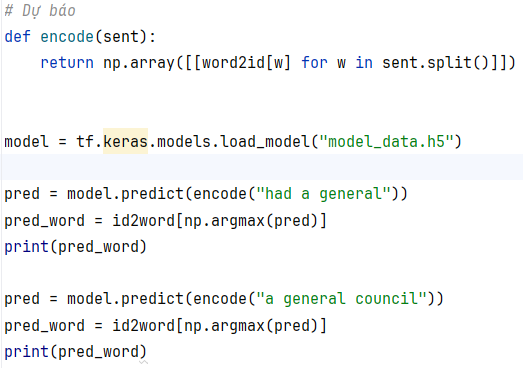 # Dự báo
def encode(sent):
    return np.array([[word2id[w] for w in sent.split()]])
model = tf.keras.models.load_model("model_data.h5")
pred = model.predict(encode("had a general"))
pred_word = id2word[np.argmax(pred)]
print(pred_word)
pred = model.predict(encode("a general council"))
pred_word = id2word[np.argmax(pred)]
print(pred_word)